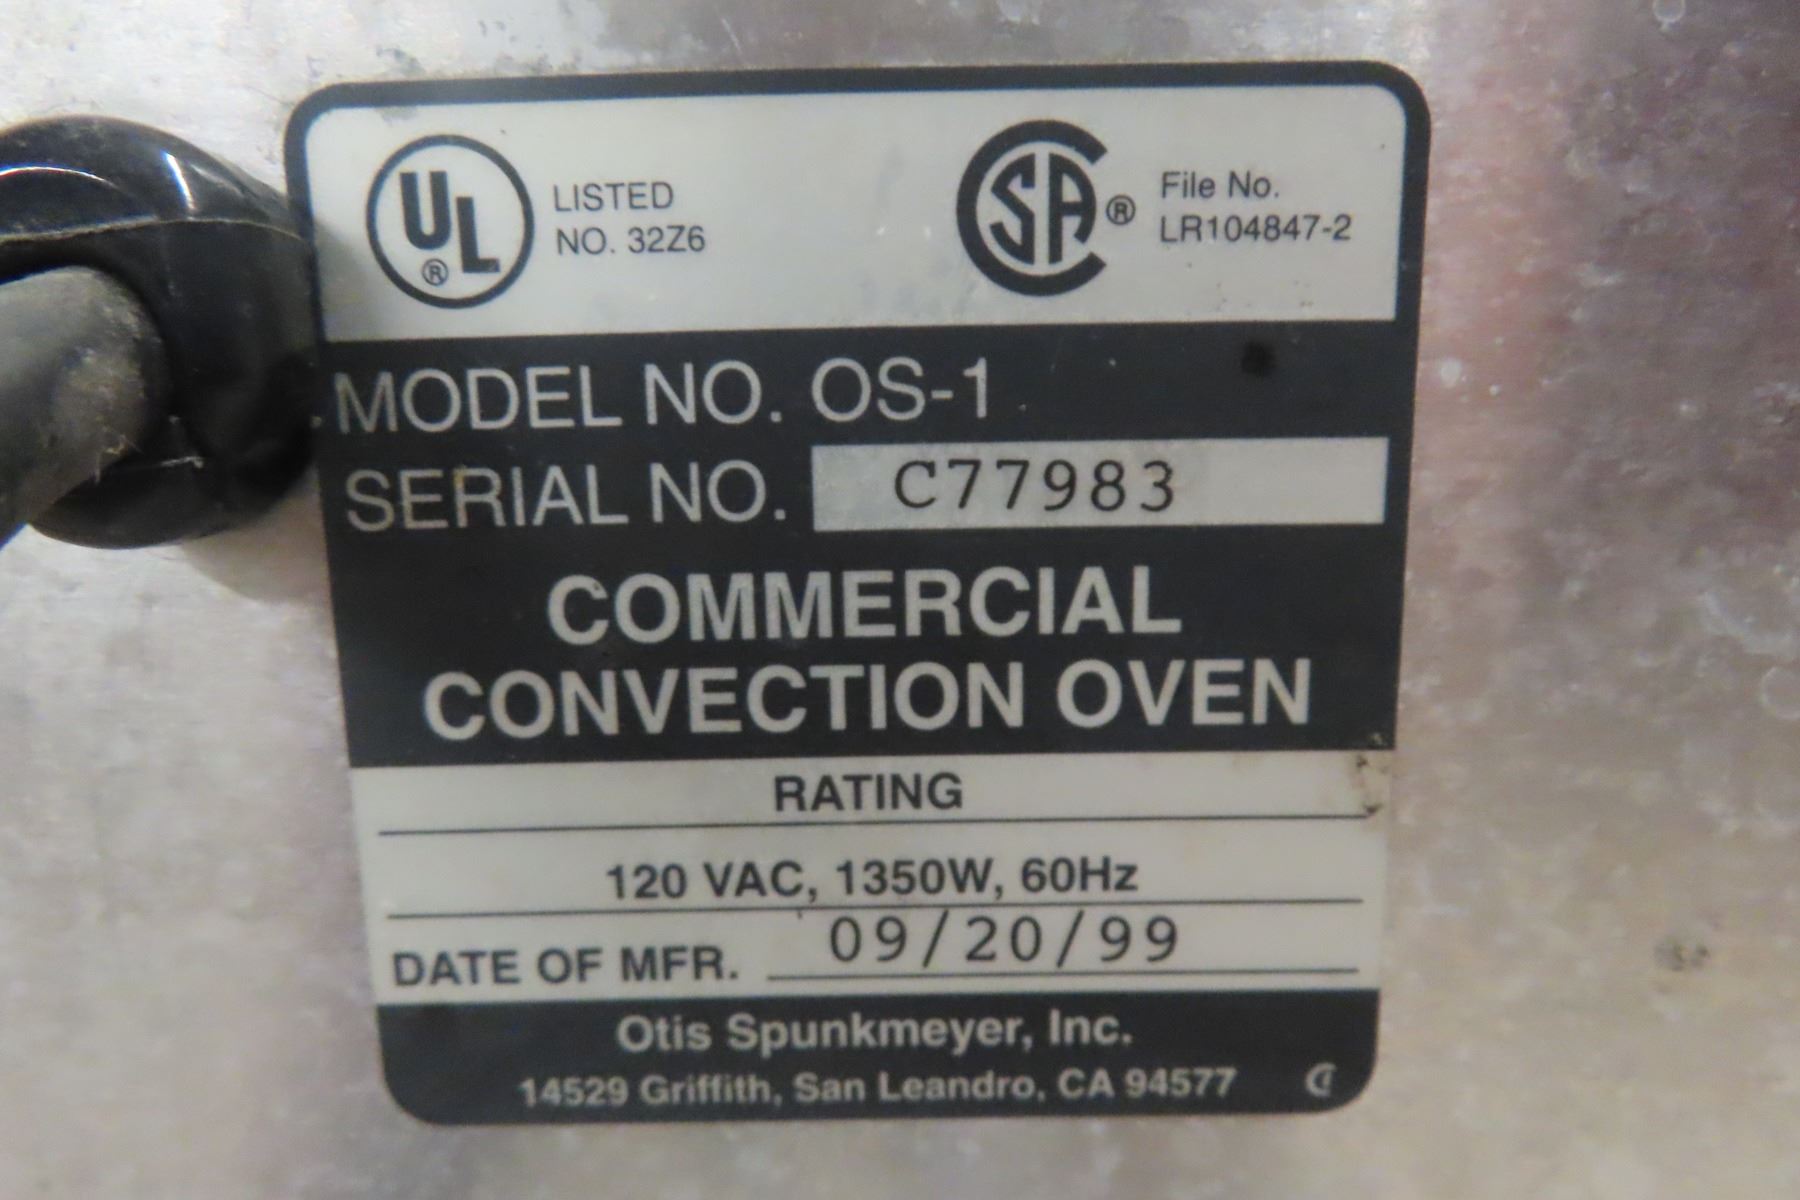 UL ® LISTED
NO. 32Z6
CSA ® File No.
LR104847-2
MODEL NO. OS-1
SERIAL NO. C77983
COMMERCIAL
CONVECTION OVEN
RATING
120 VAC, 1350W, 60Hz
DATE OF MFR. 09/20/99
Otis Spunkmeyer, Inc.
14529 Griffith, San Leandro, CA 94577